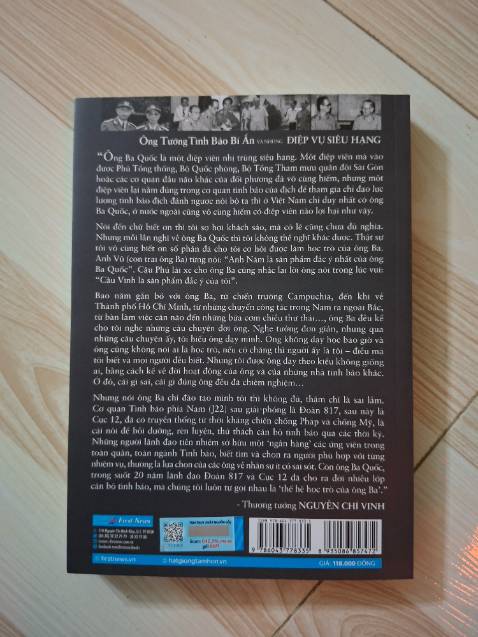 Ông Tướng Tình Báo Bí Ẩn và những ĐIỆP VỤ SIÊU HẠNG
“Ông Ba Quốc là một điệp viên nhị trùng siêu hạng. Một điệp viên mà vào
được Phủ Tổng thống, Bộ Quốc phòng, Bộ Tổng Tham mưu quân đội Sài Gòn
hoặc các cơ quan đầu não khác của đối phương đã vô cùng hiếm, nhưng một
điệp viên lại nằm đúng trong cơ quan tình báo của địch để tham gia chỉ đạo lực
lượng tình báo địch đánh ngược nội bộ ta thì ở Việt Nam chỉ duy nhất có ông
Ba Quốc, ở nước ngoài cũng vô cùng hiếm có điệp viên nào lợi hại như vậy.
Nói đến chữ biết ơn thì tôi sợ hơi khách sáo, mà có lẽ cũng chưa đủ nghĩa.
Nhưng mỗi lần nghĩ về ông Ba Quốc thì tôi không thể nghĩ khác được. Thật sự
tôi vô cùng biết ơn số phận đã cho tôi cơ hội được làm học trò của ông Ba.
Anh Vũ (con trai ông Ba) từng nói: “Anh Năm là sản phẩm đắc ý nhất của ông
Ba Quốc”. Cậu Phú lái xe cho ông Ba cũng nhắc lại lời ông nói trong lúc vui:
“Cậu Vịnh là sản phẩm đắc ý của tôi”.
Bao năm gắn bó với ông Ba, từ chiến trường Campuchia, đến khi về
Thành phố Hồ Chí Minh, từ những chuyến công tác trong Nam ra ngoài Bắc,
từ bàn làm việc căn não đến những bữa cơm chiều thư thái…, ông Ba đều kể
cho tôi nghe những câu chuyện đời ông. Nghe tưởng đơn giản, nhưng qua
những câu chuyện ấy, tôi hiểu ông dạy mình. Ông không dạy học bao giờ và
ông cũng không nói ai là học trò, nếu có chăng thì người ấy là tôi – điều mà
tôi biết và mọi người đều biết. Nhưng tôi được ông dạy theo kiểu không giống
ai, bằng cách kể về đời hoạt động của ông và của những nhà tình báo khác.
Ở đó, cái gì sai, cái gì đúng ông đều đã chiêm nghiệm…
Nhưng nói ông Ba chỉ đào tạo mình tôi thì không đủ, thậm chí là sai lầm.
Cơ quan Tình báo phía Nam (J22) sau giải phóng là Đoàn 817, sau này là
Cục 12, đã có truyền thống từ thời kháng chiến chống Pháp và chống Mỹ, là
cái nôi để bồi dưỡng, rèn luyện, thử thách cán bộ tình báo qua các thời kỳ.
Những người lãnh đạo tiền nhiệm sở hữu một ‘ngân hàng’ các ứng viên trong
toàn quân, toàn ngành Tình báo, biết tìm và chọn ra người phù hợp với từng
nhiệm vụ, thường là lựa chọn của các ông về nhân sự ít có sai sót. Còn ông Ba Quốc,
trong suốt 20 năm lãnh đạo Đoàn 817 và Cục 12 đã cho ra đời nhiều lớp
cán bộ tình báo, mà chúng tôi luôn tự gọi nhau là ‘thế hệ học trò của ông Ba’.”
- Thượng tướng NGUYỄN CHÍ VỊNH
First News
firstnews.vn
hatgiongtamhon.vn
GIÁ: 118.000 ĐỒNG